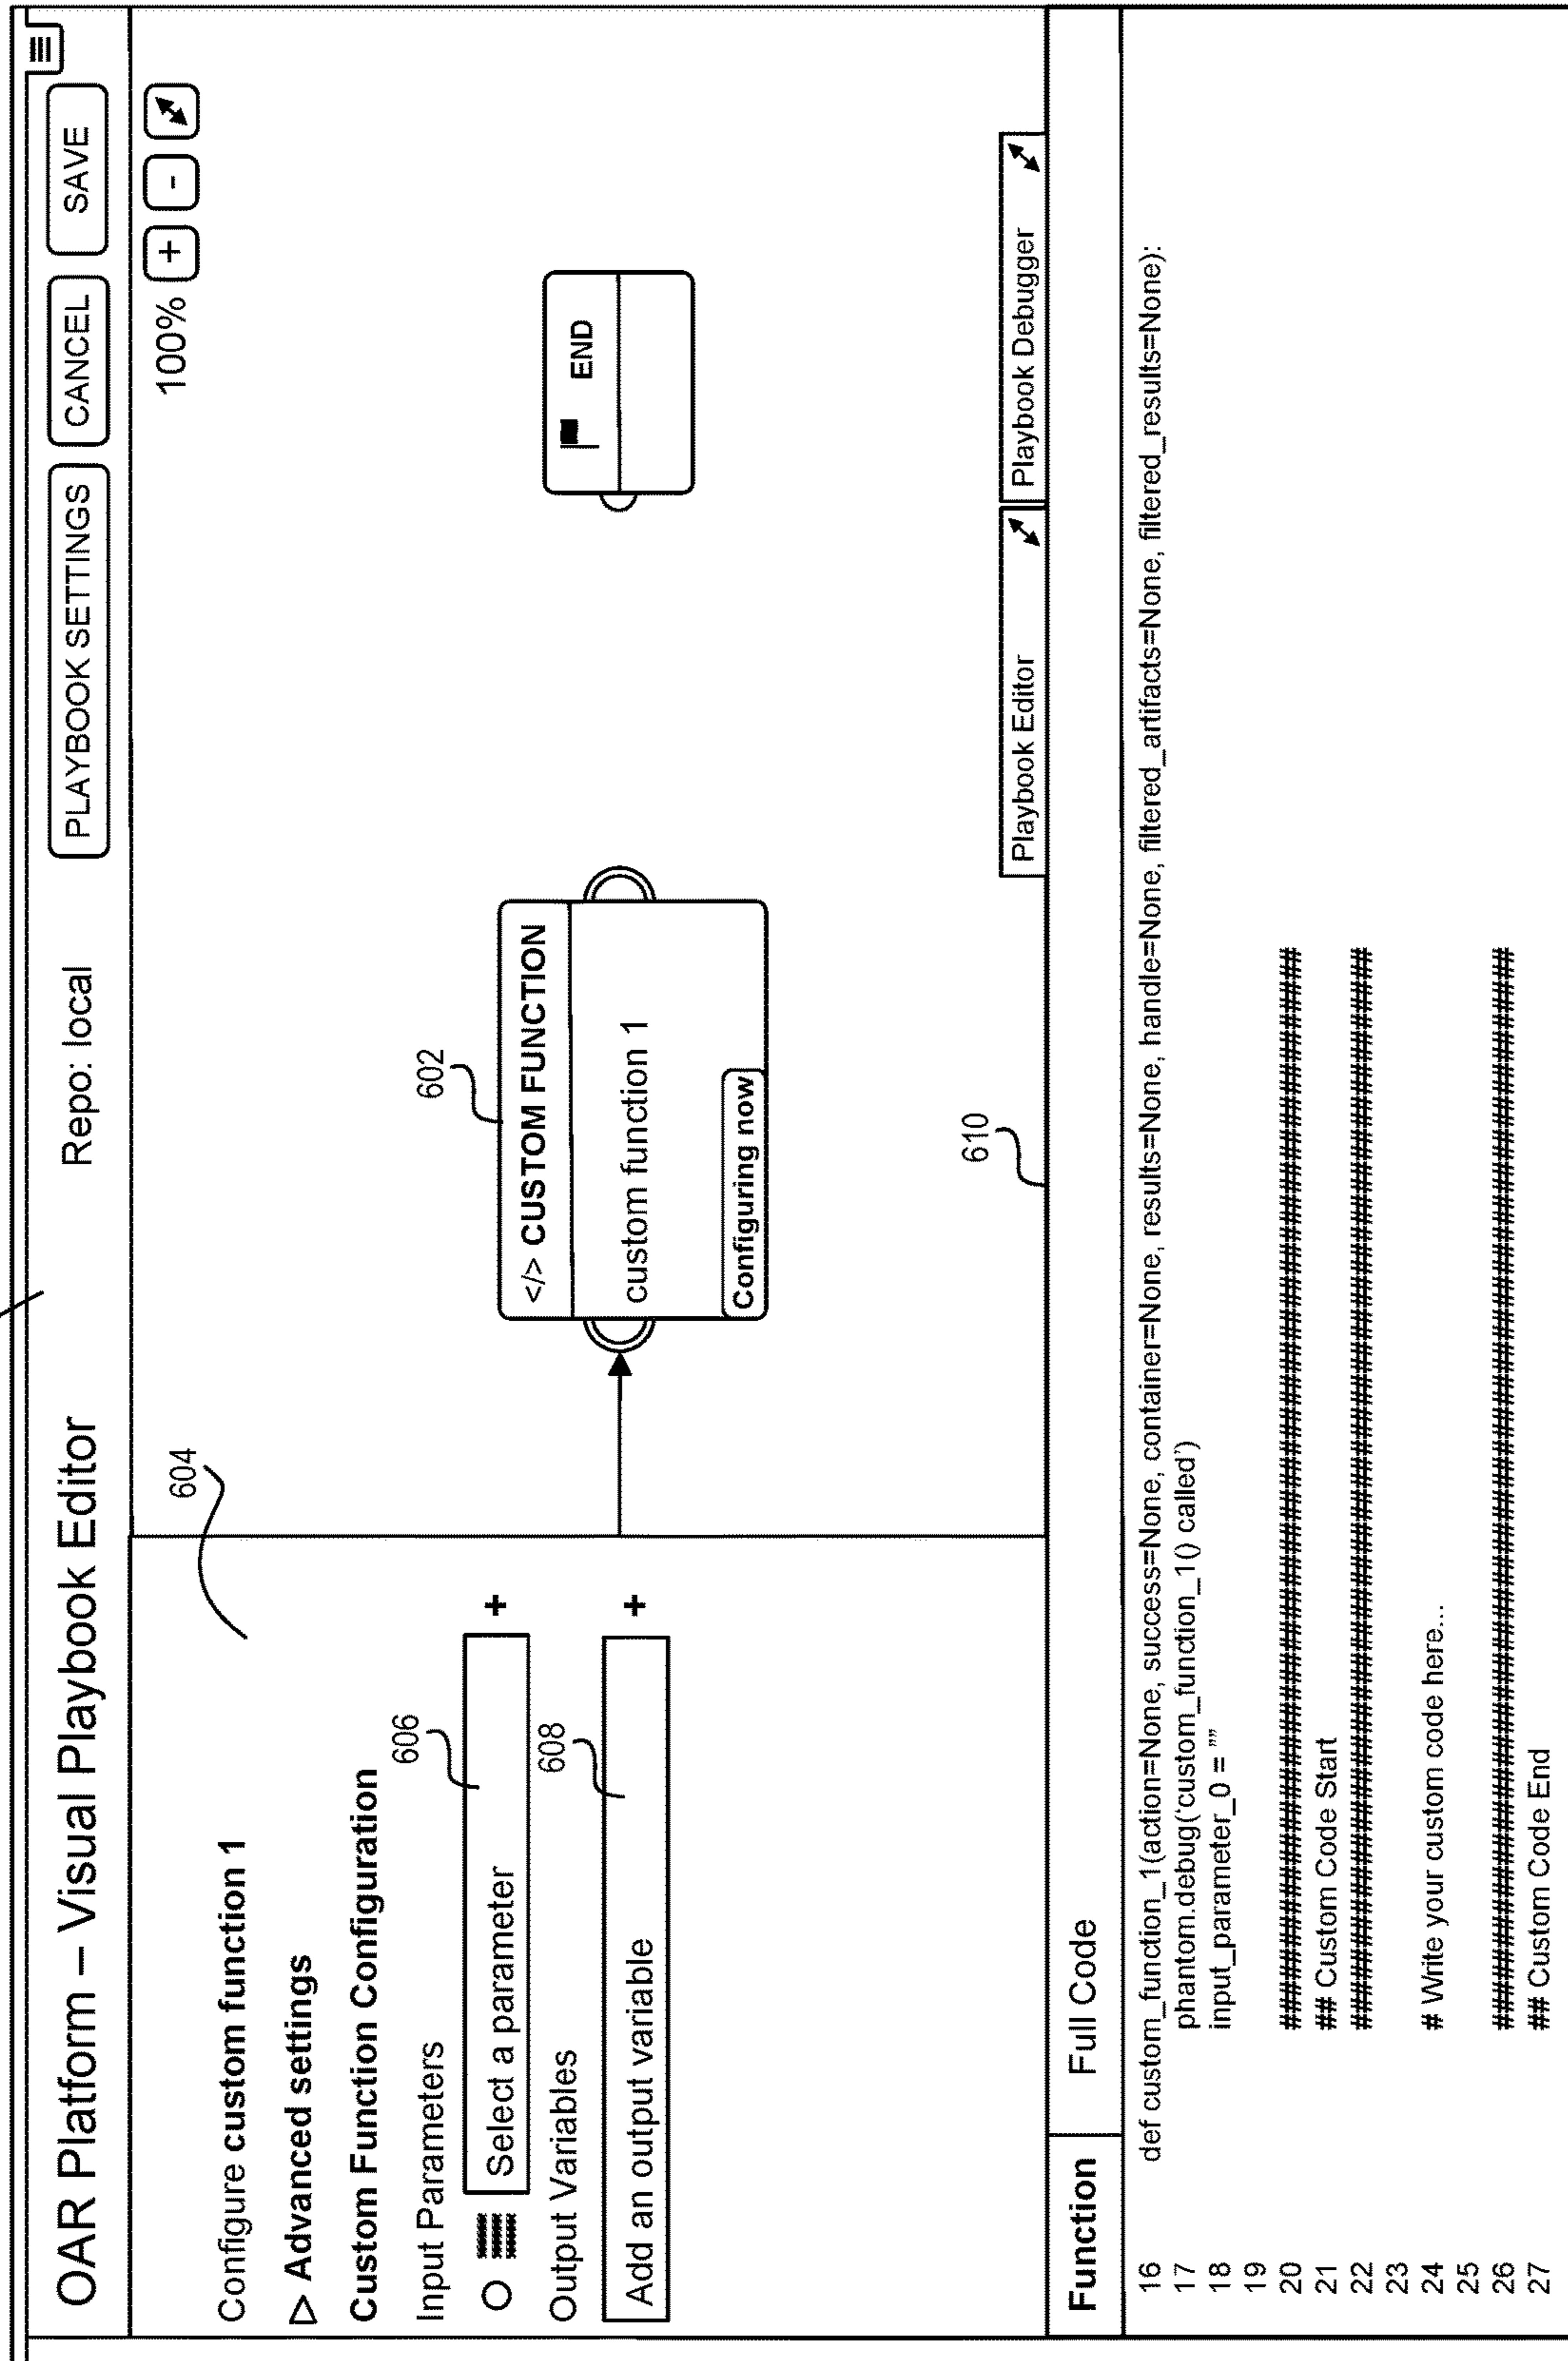 OAR Platform – Visual Playbook Editor
Repo: local
PLAYBOOK SETTINGS
CANCEL
SAVE
100% + -
604
Configure custom function 1
▷ Advanced settings
Custom Function Configuration
Input Parameters
606
Select a parameter +
Output Variables
608
Add an output variable +
602
</> CUSTOM FUNCTION
custom function 1
Configuring now
END
610
Playbook Editor
Playbook Debugger
Function
Full Code
16 def custom_function_1(action=None, success=None, container=None, results=None, handle=None, filtered_artifacts=None, filtered_results=None):
17 phantom.debug('custom_function_1() called')
18 input_parameter_0 = ""
19
20 ################################################################################
21 ## Custom Code Start
22 ################################################################################
23
24 # Write your custom code here...
25
26 ################################################################################
27 ## Custom Code End